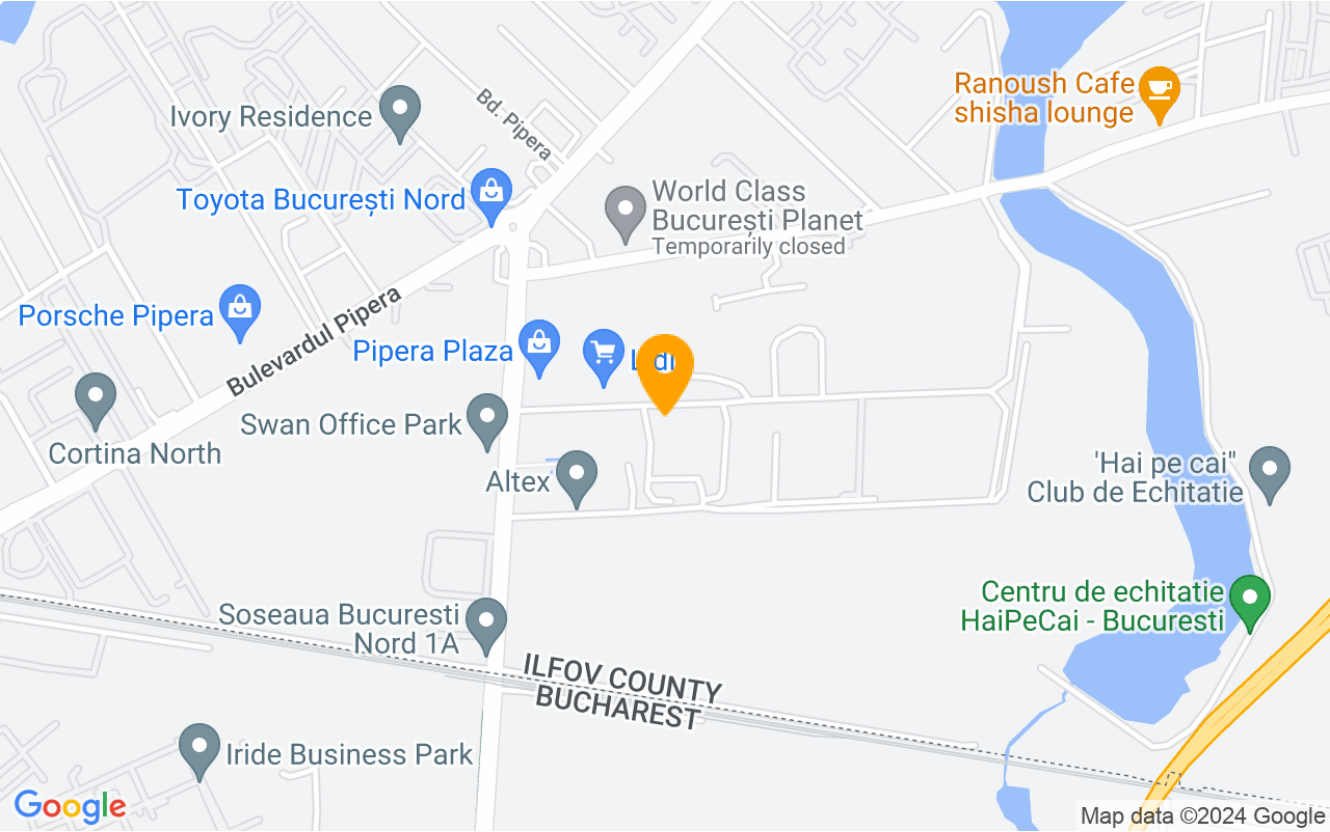 Ranoush Cafe
shisha lounge
Ivory Residence
Bd. Pipera
Toyota București Nord
World Class
București Planet
Temporarily closed
Porsche Pipera
Bulevardul Pipera
Pipera Plaza
Swan Office Park
Cortina North
Altex
'Hai pe cai"
Club de Echitatie
Centru de echitatie
HaiPeCai - Bucuresti
Soseaua Bucuresti
Nord 1A
ILFOV COUNTY
BUCHAREST
Iride Business Park
Google
Map data ©2024 Google